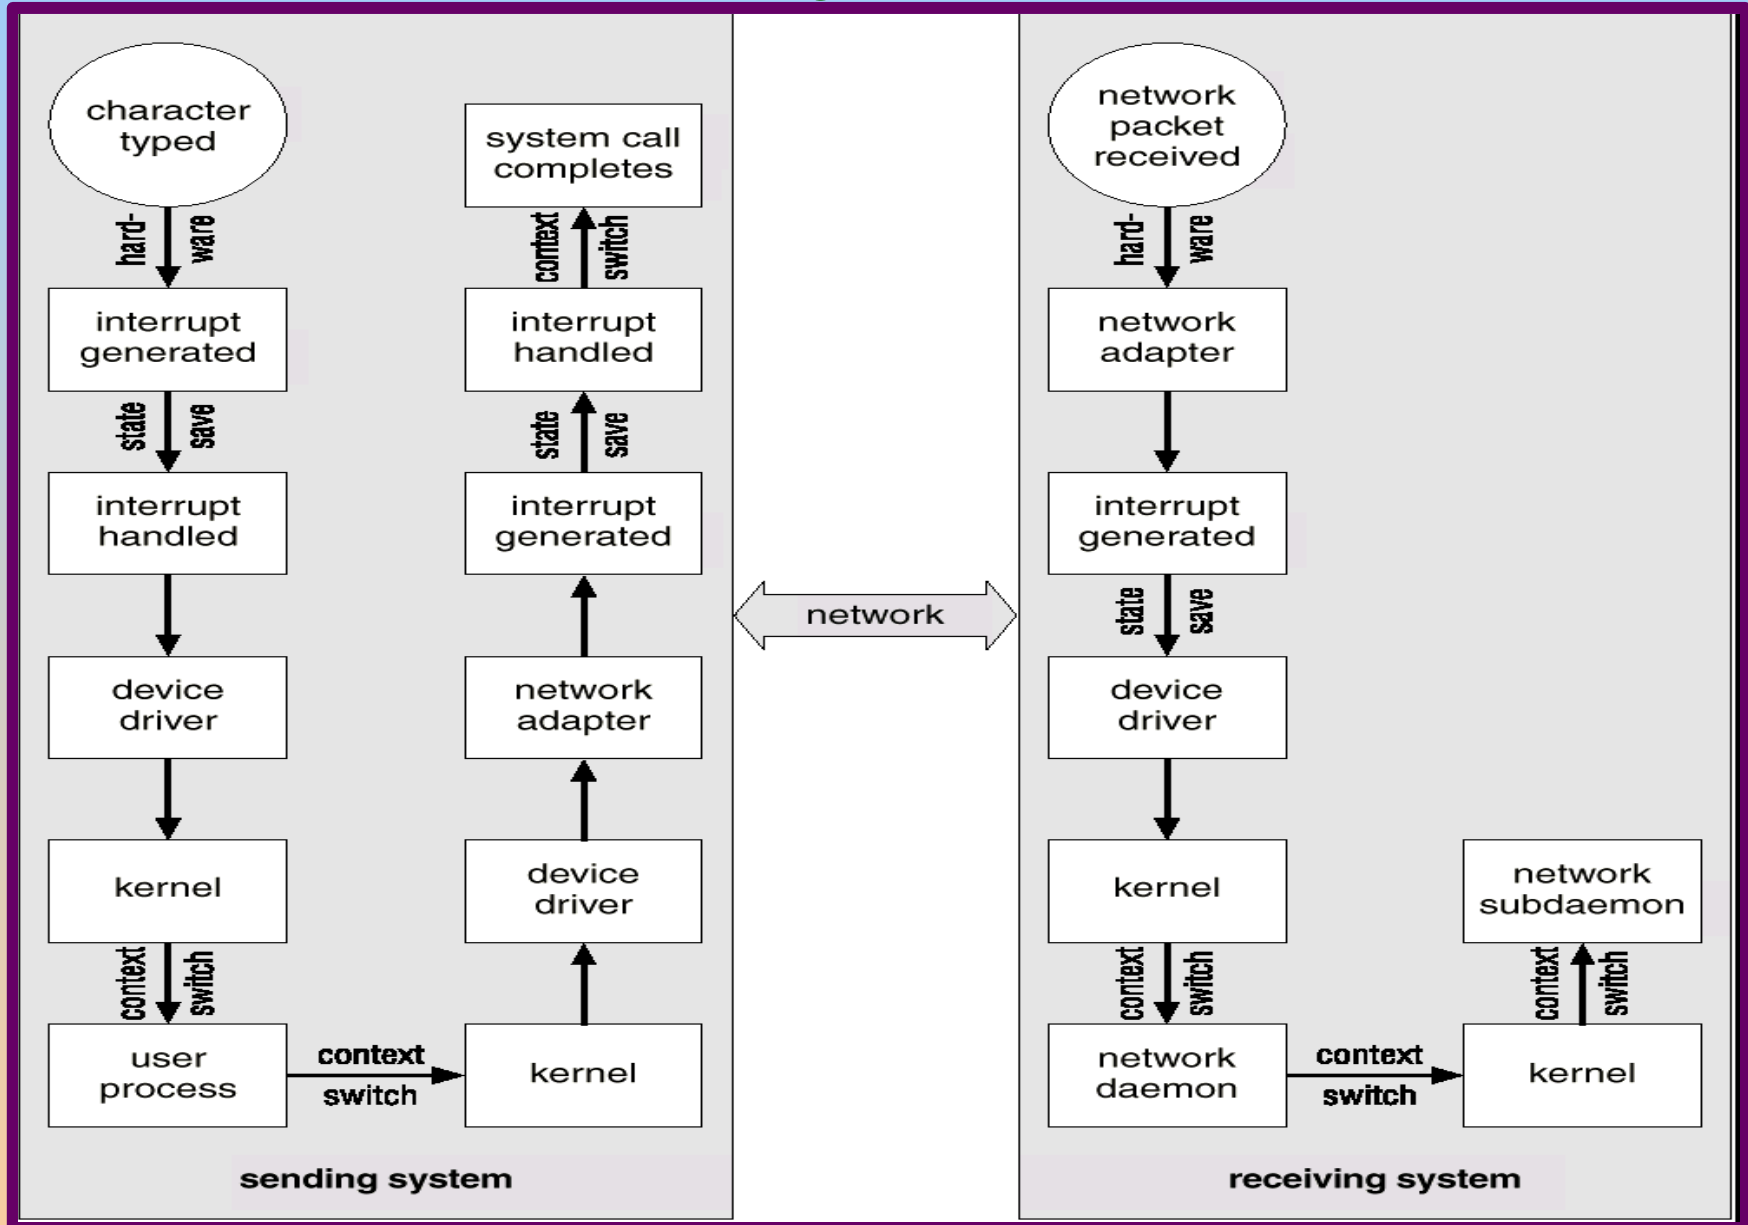 character
typed
hard-
ware
interrupt
generated
state
save
interrupt
handled
device
driver
kernel
context
switch
user
process
context
switch
kernel
device
driver
network
adapter
interrupt
generated
state
save
interrupt
handled
context
switch
system call
completes
sending system
network
network
packet
received
hard-
ware
network
adapter
interrupt
generated
state
save
device
driver
kernel
context
switch
network
daemon
context
switch
kernel
context
switch
network
subdaemon
receiving system